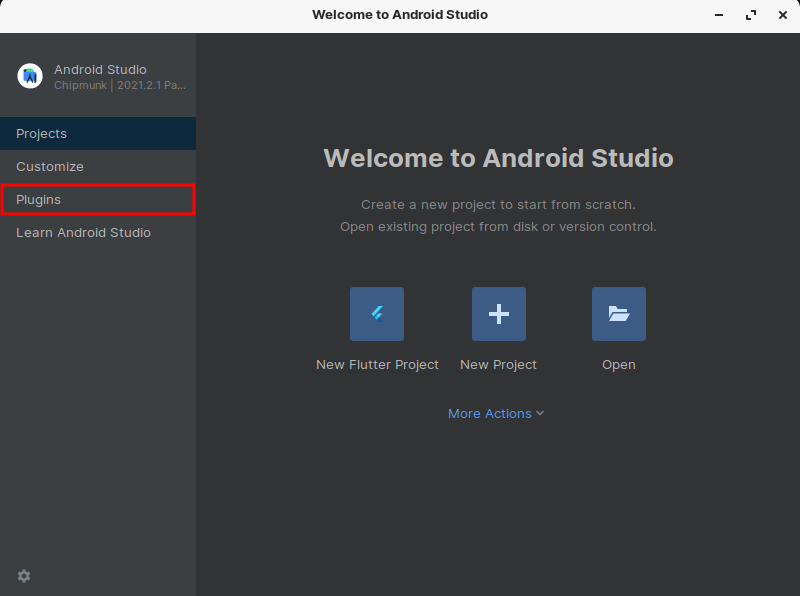 Welcome to Android Studio
Android Studio
Chipmunk | 2021.2.1 Pa...
Projects
Customize
Plugins
Learn Android Studio
Welcome to Android Studio
Create a new project to start from scratch.
Open existing project from disk or version control.
New Flutter Project
New Project
Open
More Actions